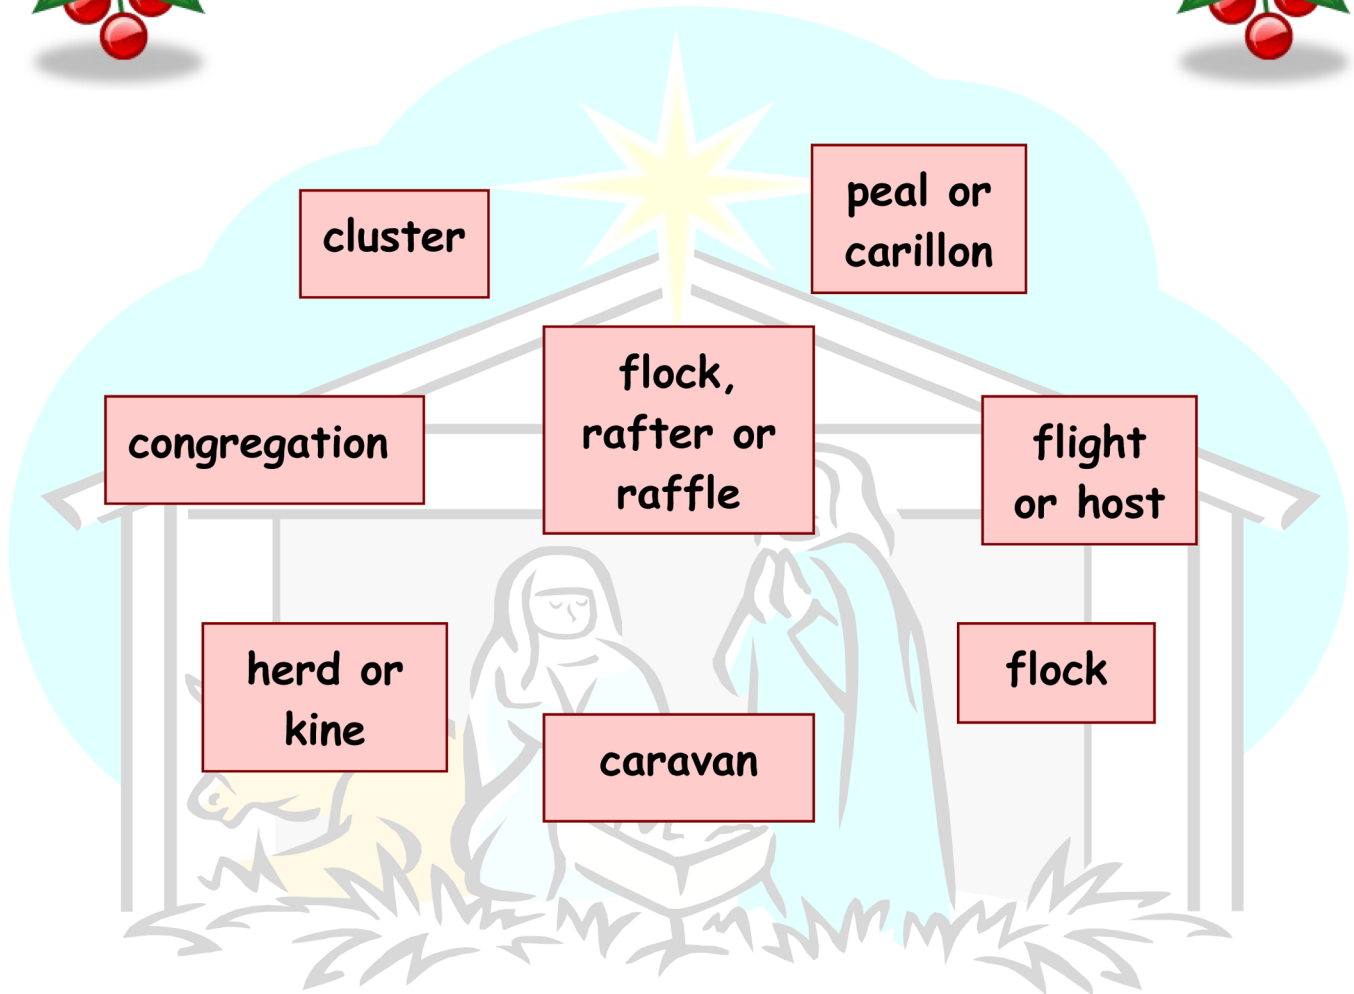 cluster
peal or
carillon
congregation
flock,
rafter or
raffle
flight
or host
herd or
kine
caravan
flock